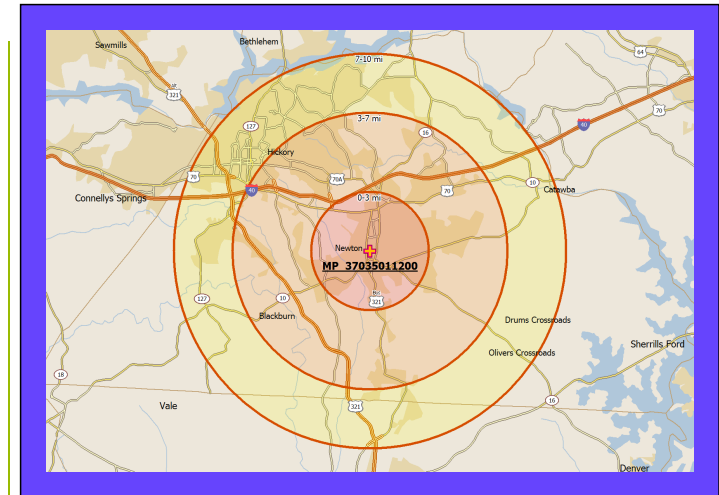 Sawmills
Bethlehem
64
7-10 mi
321
70
40
3-7 mi
127
16
Hickory
70
70A
40
70
10
Catawba
Connellys Springs
0-3 mi
Newton
MP_37035011200
127
10
321
Blackburn
Drums Crossroads
Sherrills Ford
Olivers Crossroads
18
16
Vale
321
Denver